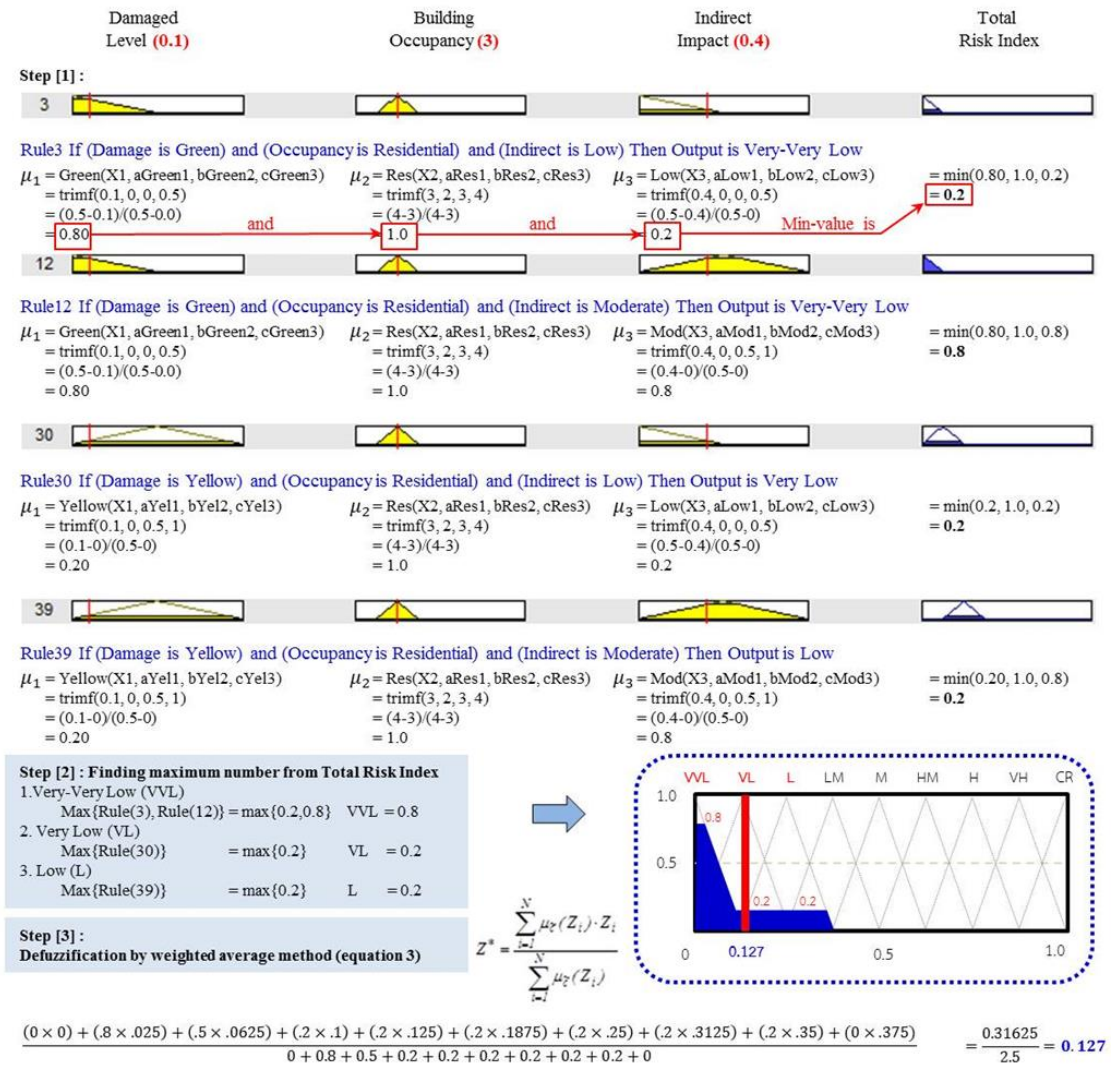 Damaged Level (0.1)
Building Occupancy (3)
Indirect Impact (0.4)
Total Risk Index
Step [1] :
3
Rule3 If (Damage is Green) and (Occupancy is Residential) and (Indirect is Low) Then Output is Very-Very Low
μ₁ = Green(X1, aGreen1, bGreen2, cGreen3)
= trimf(0.1, 0, 0, 0.5)
= (0.5-0.1)/(0.5-0.0)
= 0.80
and
μ₂ = Res(X2, aRes1, bRes2, cRes3)
= trimf(3, 2, 3, 4)
= (4-3)/(4-3)
1.0
and
μ₃ = Low(X3, aLow1, bLow2, cLow3)
= trimf(0.4, 0, 0, 0.5)
= (0.5-0.4)/(0.5-0)
= 0.2
Min-value is
= min(0.80, 1.0, 0.2)
= 0.2
12
Rule12 If (Damage is Green) and (Occupancy is Residential) and (Indirect is Moderate) Then Output is Very-Very Low
μ₁ = Green(X1, aGreen1, bGreen2, cGreen3)
= trimf(0.1, 0, 0, 0.5)
= (0.5-0.1)/(0.5-0.0)
= 0.80
μ₂ = Res(X2, aRes1, bRes2, cRes3)
= trimf(3, 2, 3, 4)
= (4-3)/(4-3)
= 1.0
μ₃ = Mod(X3, aMod1, bMod2, cMod3)
= trimf(0.4, 0, 0.5, 1)
= (0.4-0)/(0.5-0)
= 0.8
= min(0.80, 1.0, 0.8)
= 0.8
30
Rule30 If (Damage is Yellow) and (Occupancy is Residential) and (Indirect is Low) Then Output is Very Low
μ₁ = Yellow(X1, aYel1, bYel2, cYel3)
= trimf(0.1, 0, 0.5, 1)
= (0.1-0)/(0.5-0)
= 0.20
μ₂ = Res(X2, aRes1, bRes2, cRes3)
= trimf(3, 2, 3, 4)
= (4-3)/(4-3)
= 1.0
μ₃ = Low(X3, aLow1, bLow2, cLow3)
= trimf(0.4, 0, 0, 0.5)
= (0.5-0.4)/(0.5-0)
= 0.2
= min(0.2, 1.0, 0.2)
= 0.2
39
Rule39 If (Damage is Yellow) and (Occupancy is Residential) and (Indirect is Moderate) Then Output is Low
μ₁ = Yellow(X1, aYel1, bYel2, cYel3)
= trimf(0.1, 0, 0.5, 1)
= (0.1-0)/(0.5-0)
= 0.20
μ₂ = Res(X2, aRes1, bRes2, cRes3)
= trimf(3, 2, 3, 4)
= (4-3)/(4-3)
= 1.0
μ₃ = Mod(X3, aMod1, bMod2, cMod3)
= trimf(0.4, 0, 0.5, 1)
= (0.4-0)/(0.5-0)
= 0.8
= min(0.20, 1.0, 0.8)
= 0.2
Step [2] : Finding maximum number from Total Risk Index
1.Very-Very Low (VVL)
Max{Rule(3), Rule(12)} = max{0.2,0.8} VVL = 0.8
2. Very Low (VL)
Max{Rule(30)} = max{0.2} VL = 0.2
3. Low (L)
Max{Rule(39)} = max{0.2} L = 0.2
Step [3] :
Defuzzification by weighted average method (equation 3)
Z* = ∑ᵢ₌₁ᴺ μ_z̃(Zᵢ)·Zᵢ / ∑ᵢ₌₁ᴺ μ_z̃(Zᵢ)
VVL VL L LM M HM H VH CR
1.0
0.8
0.5
0.2 0.2
0 0.127 0.5 1.0
(0 × 0) + (.8 × .025) + (.5 × .0625) + (.2 × .1) + (.2 × .125) + (.2 × .1875) + (.2 × .25) + (.2 × .3125) + (.2 × .35) + (0 × .375)
0 + 0.8 + 0.5 + 0.2 + 0.2 + 0.2 + 0.2 + 0.2 + 0.2 + 0
= 0.31625 / 2.5 = 0.127